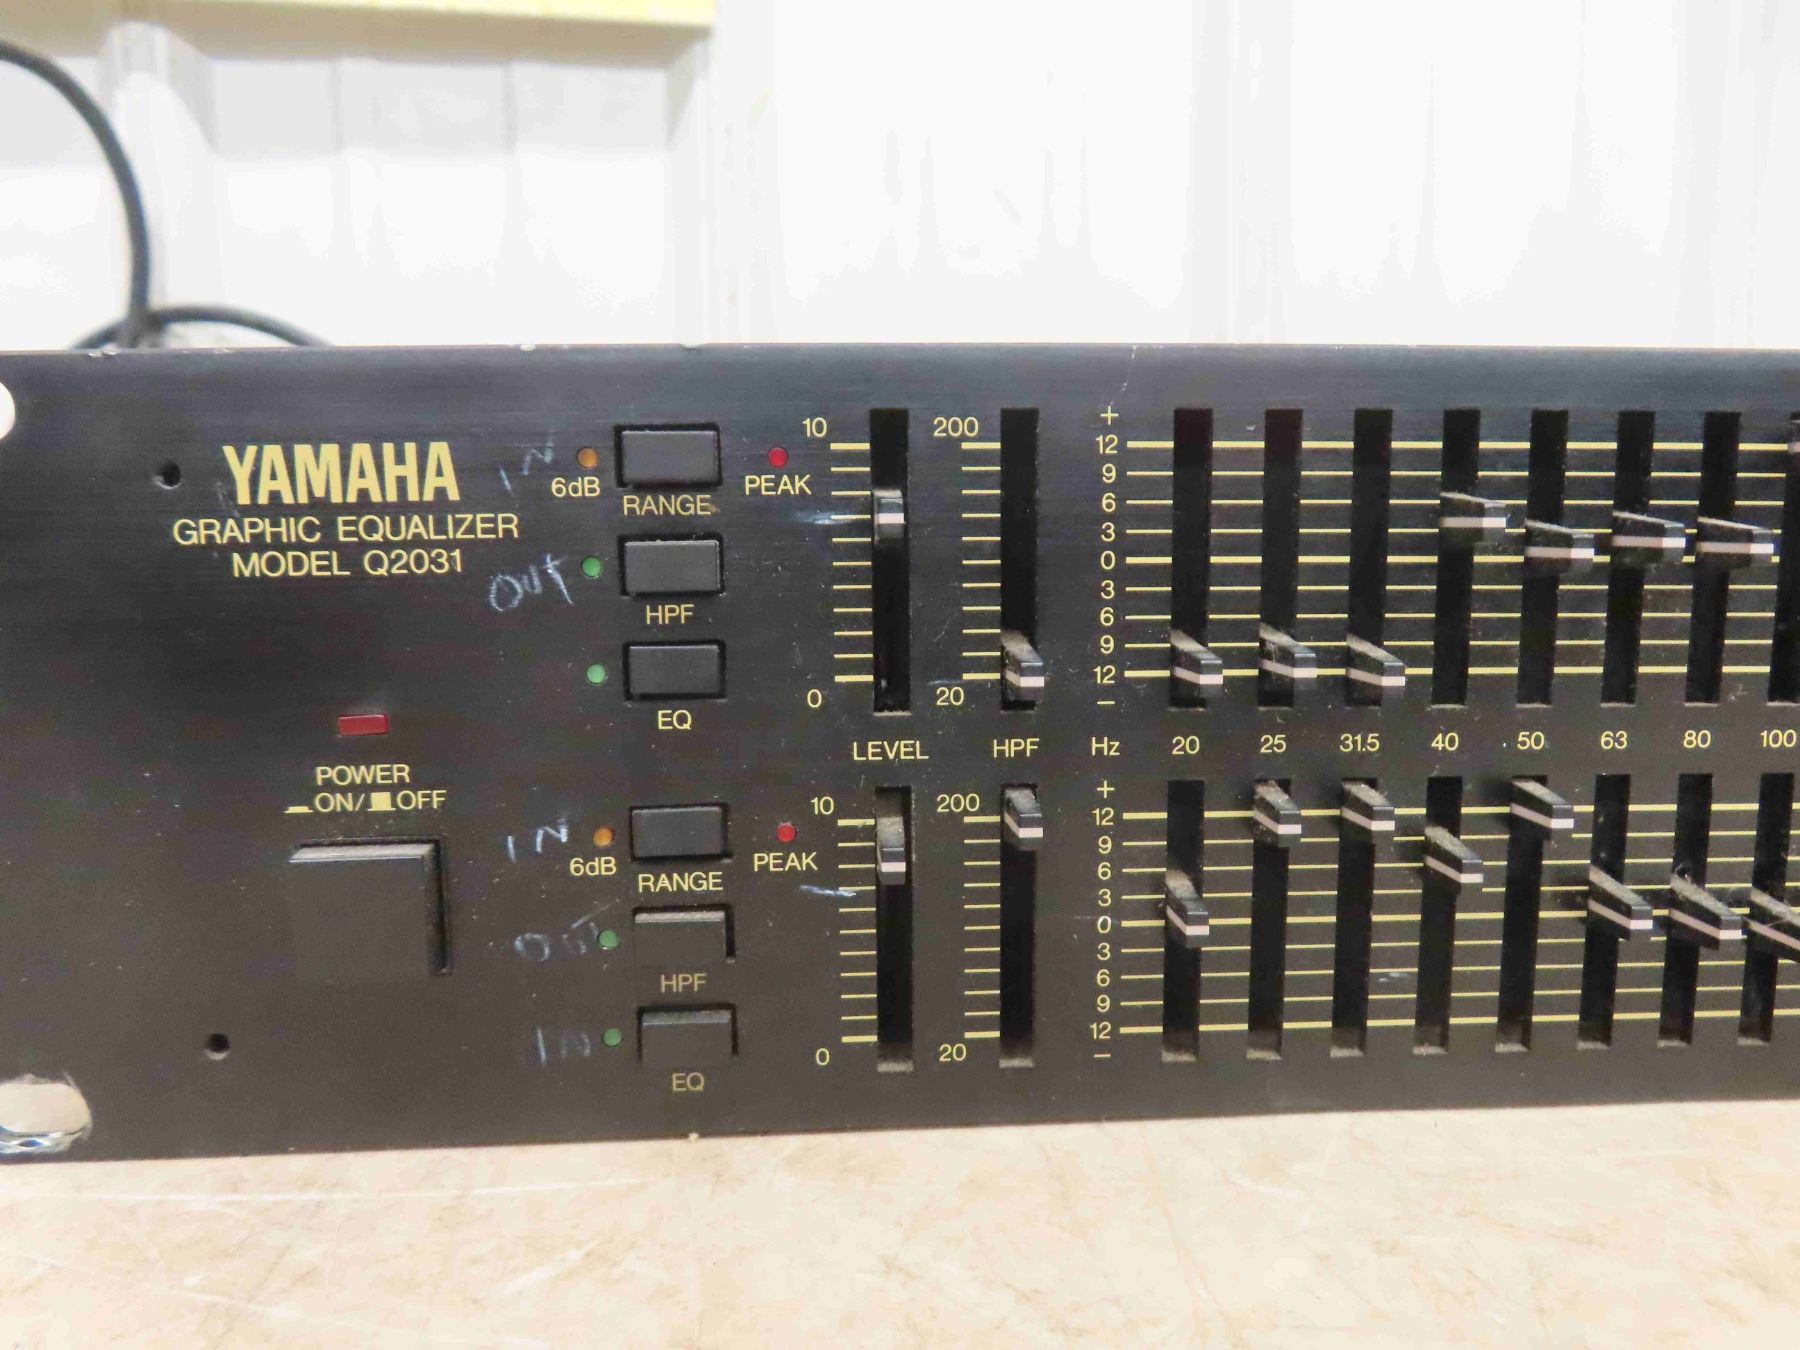 YAMAHA
GRAPHIC EQUALIZER
MODEL Q2031
POWER
ON/ OFF
IN
6dB
RANGE
PEAK
OUT
HPF
EQ
10
0
LEVEL
200
20
HPF
+
12
9
6
3
0
3
6
9
12
−
Hz 20 25 31.5 40 50 63 80 100
IN
6dB
RANGE
PEAK
OUT
HPF
IN
EQ
10
0
200
20
+
12
9
6
3
0
3
6
9
12
−